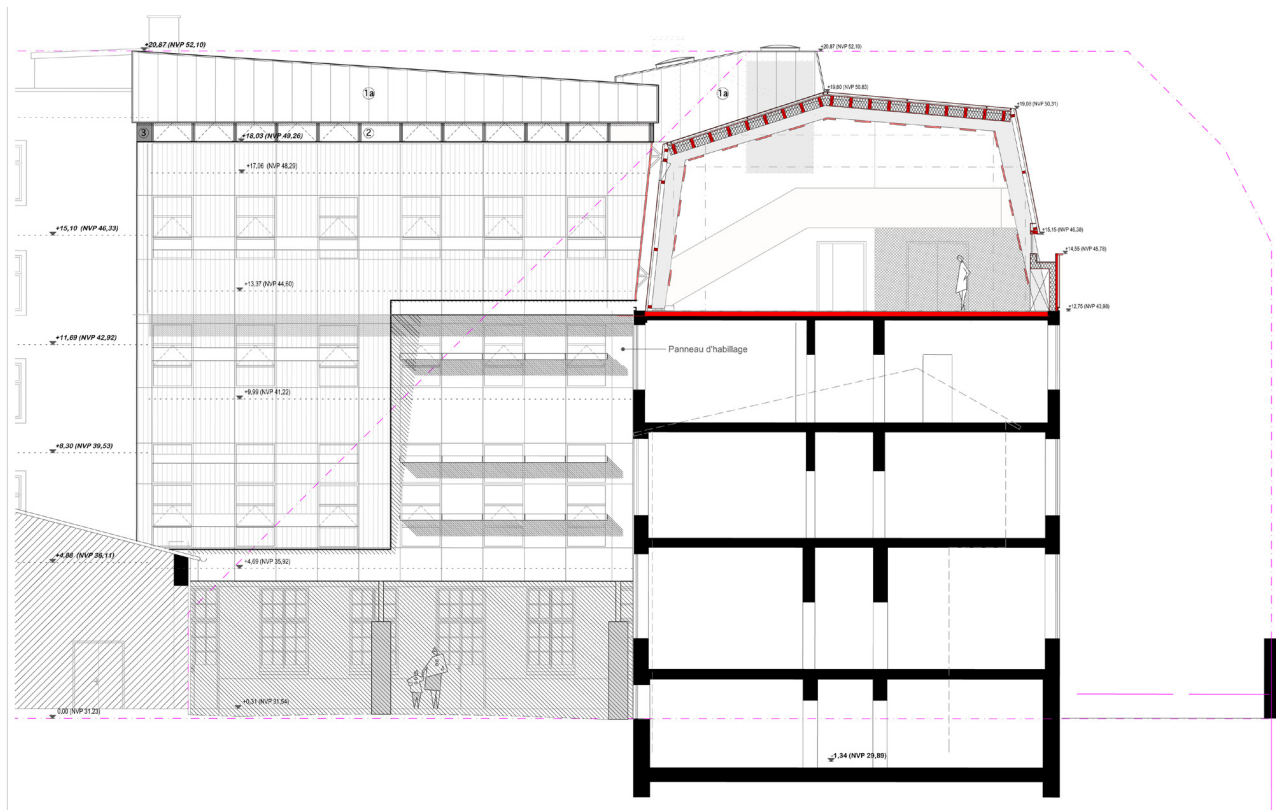 +20,87 (NVP 52,10)
+20,87 (NVP 52,10)
1a
1a
+19,60 (NVP 50,83)
+19,08 (NVP 50,31)
3
2
+18,03 (NVP 49,26)
+17,06 (NVP 48,29)
+15,10 (NVP 46,33)
+15,15 (NVP 46,38)
+14,55 (NVP 45,78)
+13,37 (NVP 44,60)
+12,75 (NVP 43,98)
+11,69 (NVP 42,92)
Panneau d'habillage
+9,99 (NVP 41,22)
+8,30 (NVP 39,53)
+4,88 (NVP 36,11)
+4,69 (NVP 35,92)
+0,31 (NVP 31,54)
0,00 (NVP 31,23)
-1,34 (NVP 29,89)